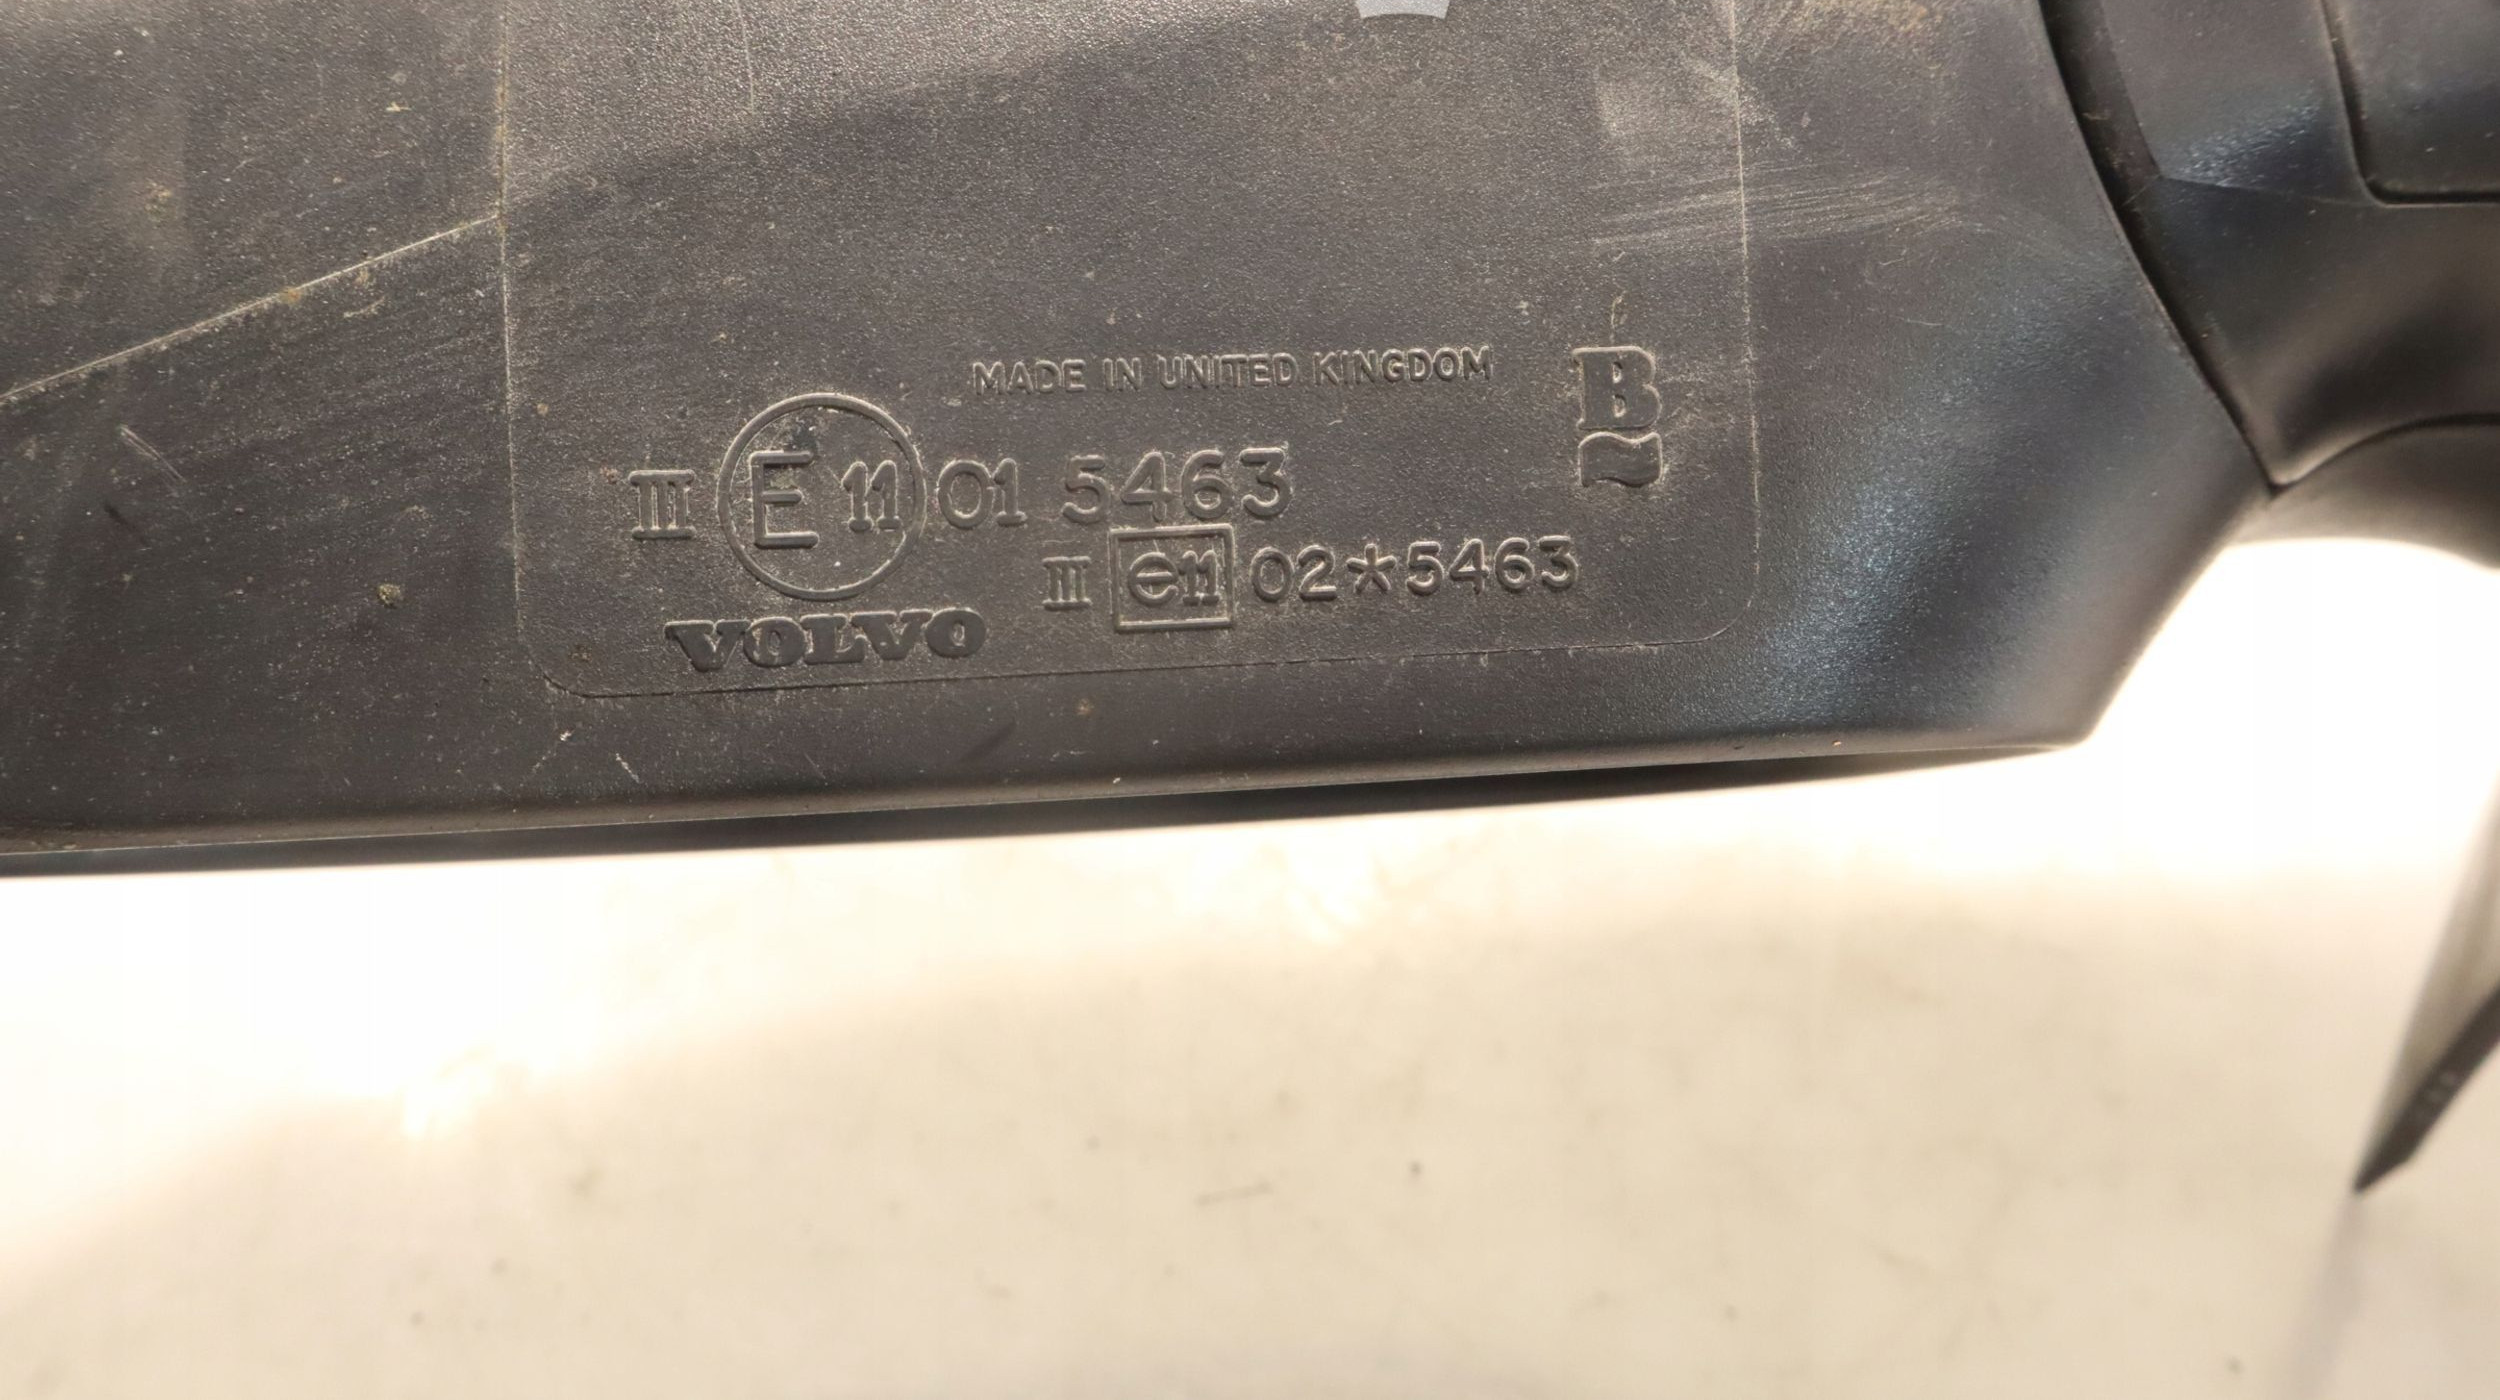 MADE IN UNITED KINGDOM
B
III E 11 01 5463
III e11 02*5463
VOLVO